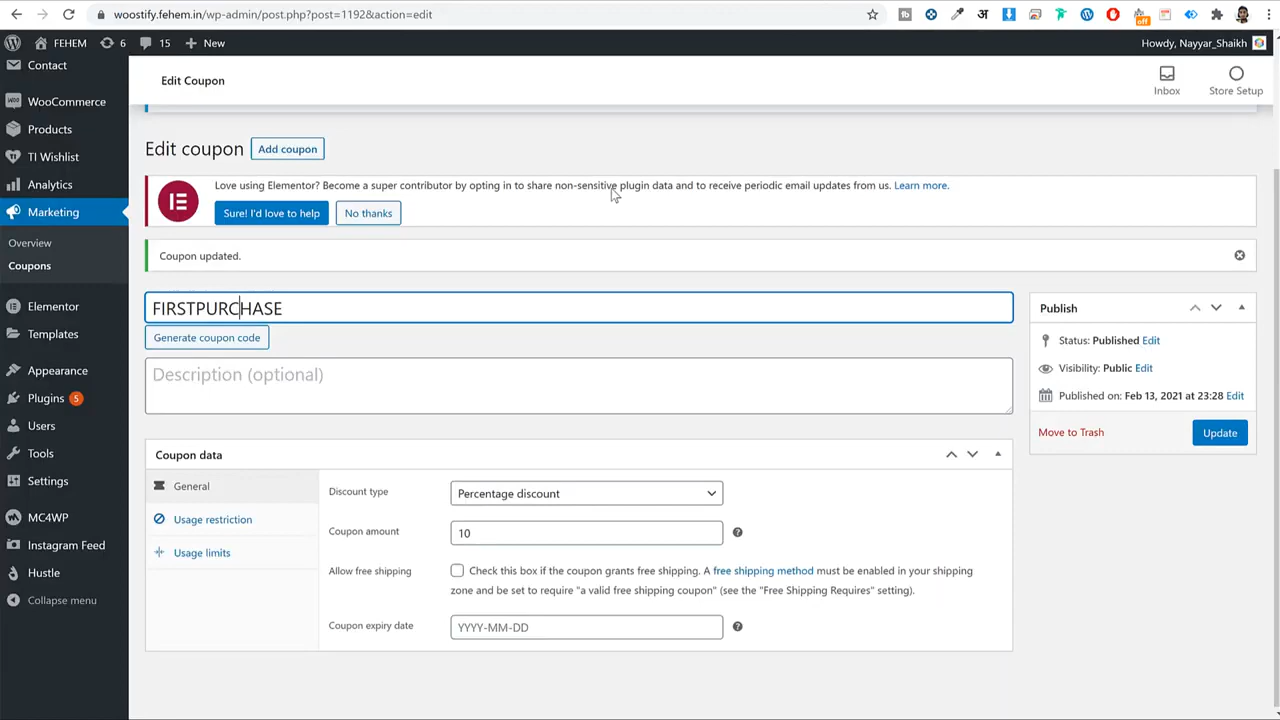 woostify.fehem.in/wp-admin/post.php?post=1192&action=edit
FEHEM 6 15 + New Howdy, Nayyar_Shaikh
Contact
WooCommerce
Products
TI Wishlist
Analytics
Marketing
Overview
Coupons
Elementor
Templates
Appearance
Plugins 5
Users
Tools
Settings
MC4WP
Instagram Feed
Hustle
Collapse menu
Edit Coupon
Inbox
Store Setup
Edit coupon Add coupon
Love using Elementor? Become a super contributor by opting in to share non-sensitive plugin data and to receive periodic email updates from us. Learn more.
Sure! I'd love to help No thanks
Coupon updated.
FIRSTPURCHASE
Generate coupon code
Description (optional)
Coupon data
General
Usage restriction
Usage limits
Discount type Percentage discount
Coupon amount 10
Allow free shipping Check this box if the coupon grants free shipping. A free shipping method must be enabled in your shipping
zone and be set to require "a valid free shipping coupon" (see the "Free Shipping Requires" setting).
Coupon expiry date YYYY-MM-DD
Publish
Status: Published Edit
Visibility: Public Edit
Published on: Feb 13, 2021 at 23:28 Edit
Move to Trash Update